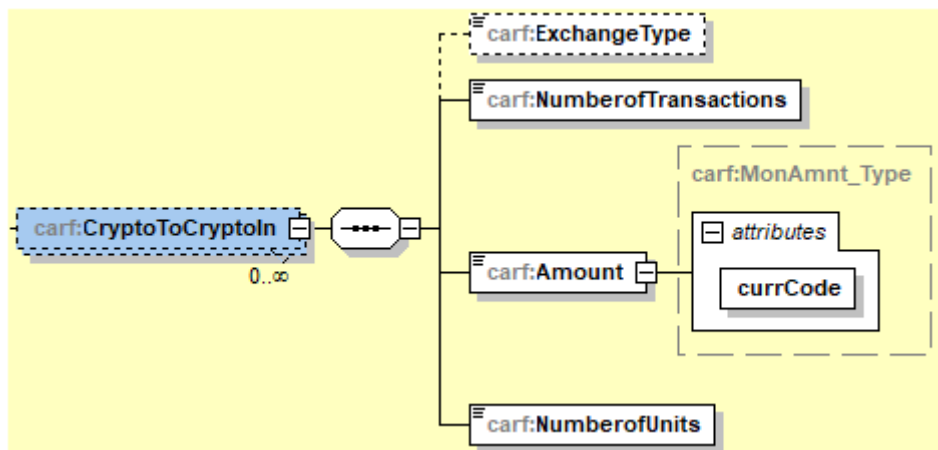 carf:ExchangeType
carf:NumberofTransactions
carf:MonAmnt_Type
attributes
carf:CryptoToCryptoIn
0..∞
carf:Amount
currCode
carf:NumberofUnits